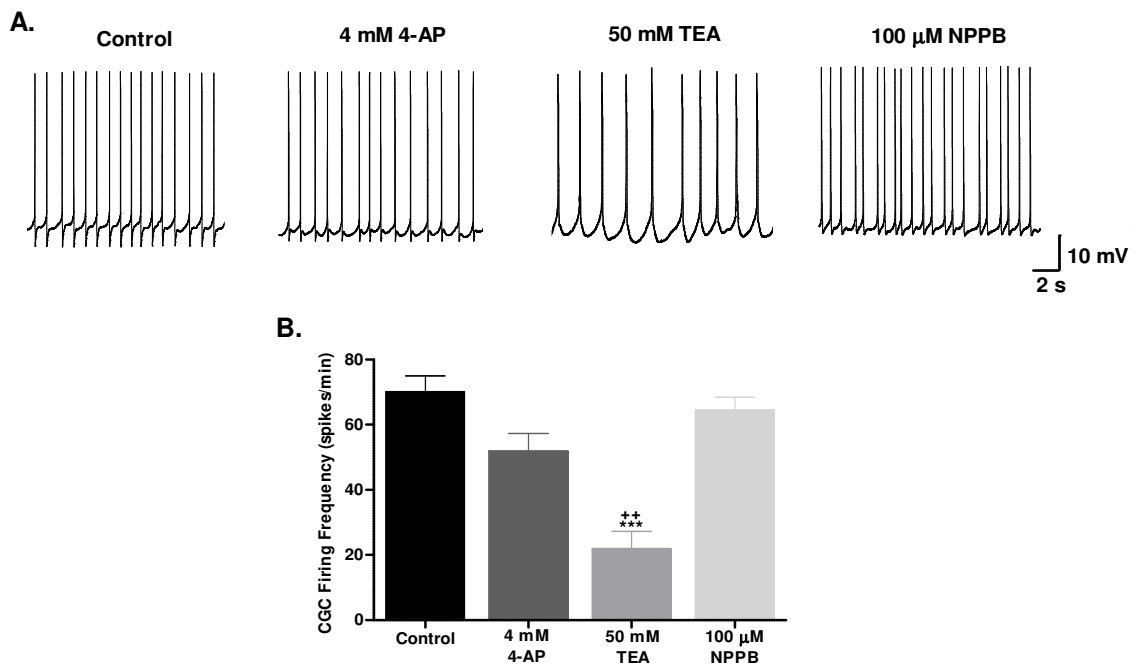 A.
Control
4 mM 4-AP
50 mM TEA
100 µM NPPB
10 mV
2 s
B.
CGC Firing Frequency (spikes/min)
80
60
40
20
0
++
***
Control
4 mM
4-AP
50 mM
TEA
100 µM
NPPB